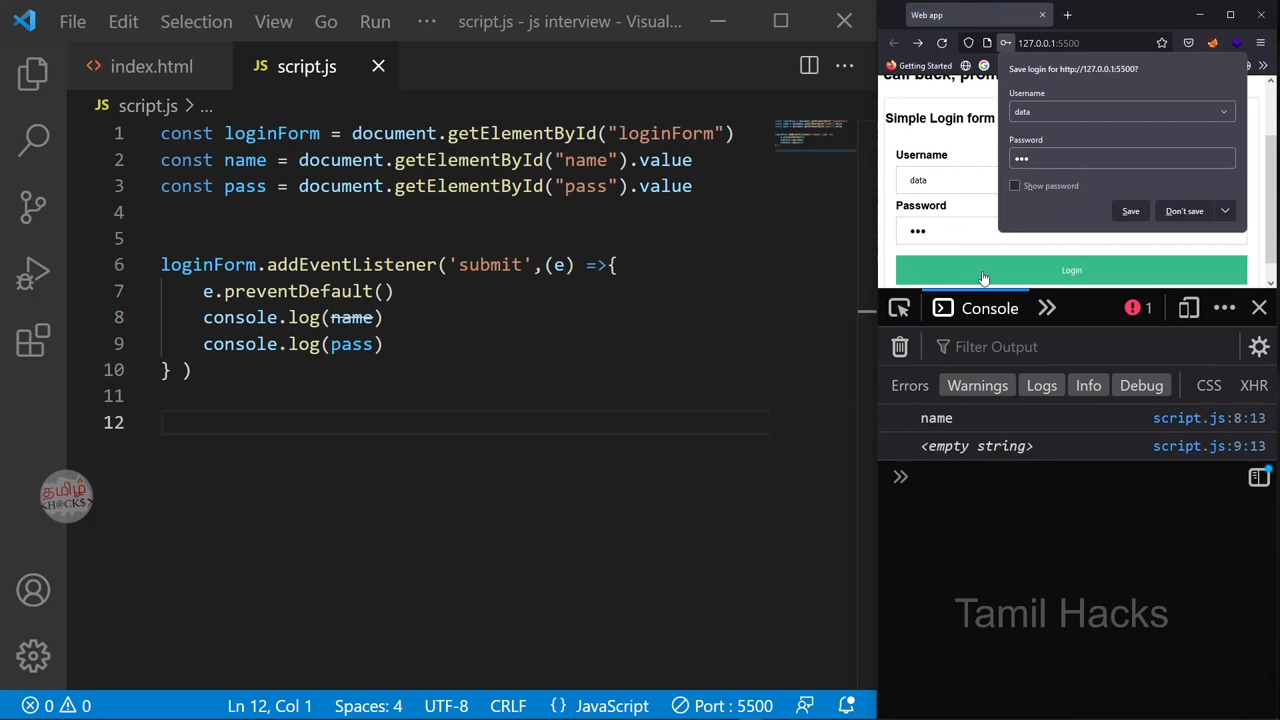 File Edit Selection View Go Run ··· script.js - js interview - Visual...
index.html
JS script.js
JS script.js > ...
1 const loginForm = document.getElementById("loginForm")
2 const name = document.getElementById("name").value
3 const pass = document.getElementById("pass").value
4
5
6 loginForm.addEventListener('submit',(e) =>{
7 e.preventDefault()
8 console.log(name)
9 console.log(pass)
10 } )
11
12
தமிழ்
<H@CK$>
0 0 Ln 12, Col 1 Spaces: 4 UTF-8 CRLF {} JavaScript Port : 5500
Web app
127.0.0.1:5500
Getting Started
call back, prom
Simple Login form
Username
data
Password
•••
Login
Save login for http://127.0.0.1:5500?
Username
data
Password
•••
Show password
Save Don't save
Console 1
Filter Output
Errors Warnings Logs Info Debug CSS XHR
name script.js:8:13
<empty string> script.js:9:13
Tamil Hacks